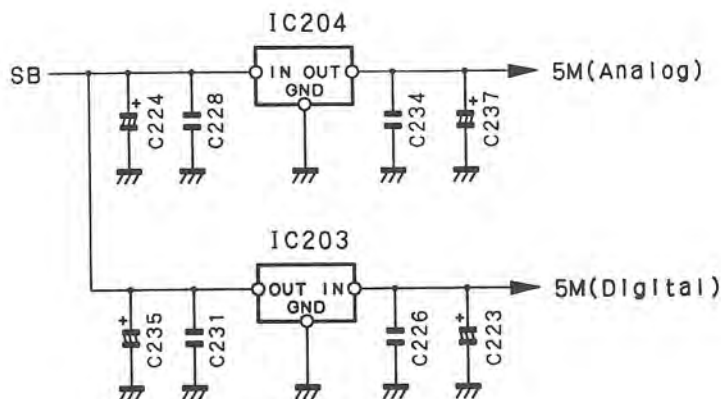 IC204
SB
IN OUT
GND
5M(Analog)
+
C224
C228
C234
+
C237
IC203
OUT IN
GND
5M(Digital)
+
C235
C231
C226
+
C223